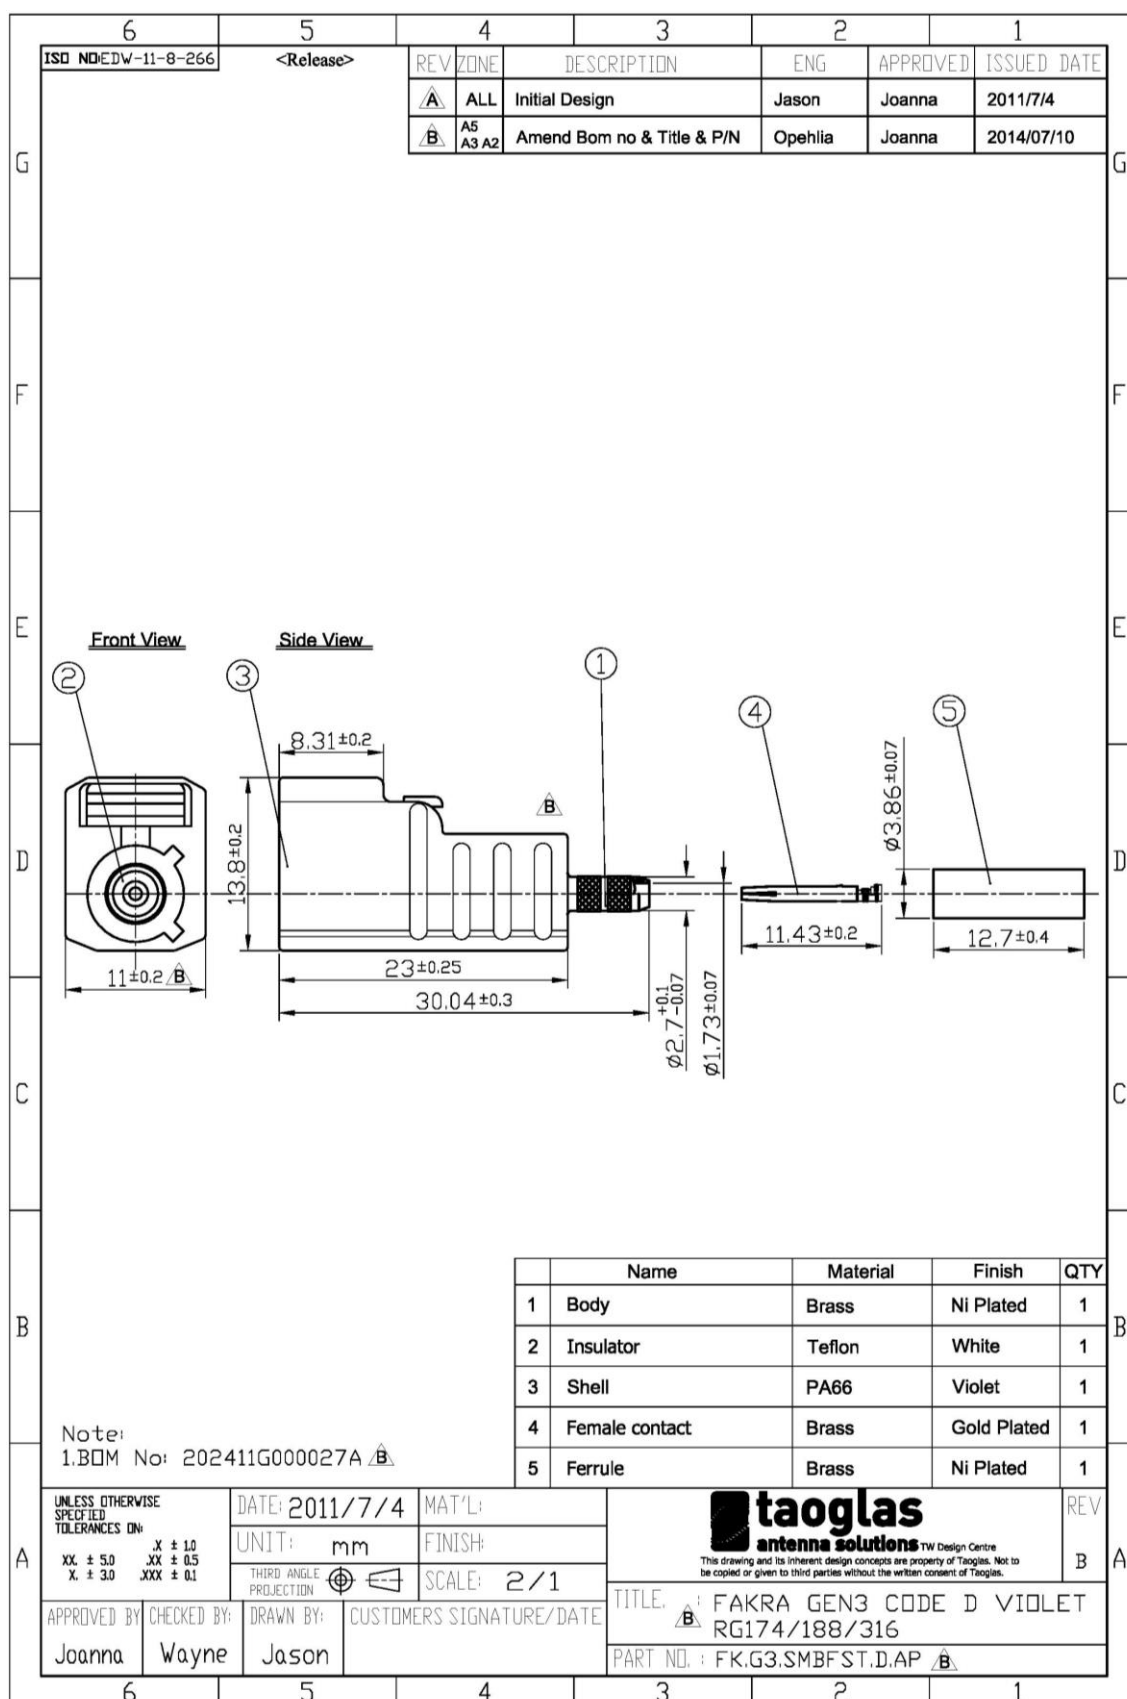 6 5 4 3 2 1
ISO NO:EDW-11-8-266
<Release>
REV ZONE DESCRIPTION ENG APPROVED ISSUED DATE
A ALL Initial Design Jason Joanna 2011/7/4
B A5 A3 A2 Amend Bom no & Title & P/N Opehlia Joanna 2014/07/10
G G
F F
E E
Front View Side View
2 3 1 4 5
8.31±0.2
B
D D
13.8±0.2
ø3.86±0.07
11±0.2 B
23±0.25
30.04±0.3
ø2.7 +0.1 -0.07
ø1.73±0.07
11.43±0.2
12.7±0.4
C C
Name Material Finish QTY
1 Body Brass Ni Plated 1
2 Insulator Teflon White 1
3 Shell PA66 Violet 1
4 Female contact Brass Gold Plated 1
5 Ferrule Brass Ni Plated 1
B B
Note:
1.BOM No: 202411G000027A B
UNLESS OTHERWISE
SPECFIED
TOLERANCES ON:
.X ± 1.0
XX. ± 5.0 .XX ± 0.5
X. ± 3.0 .XXX ± 0.1
DATE: 2011/7/4
UNIT: mm
THIRD ANGLE
PROJECTION
MAT'L:
FINISH:
SCALE: 2/1
taoglas
antenna solutions TW Design Centre
This drawing and its inherent design concepts are property of Taoglas. Not to
be copied or given to third parties without the written consent of Taoglas.
REV
B
A A
APPROVED BY CHECKED BY: DRAWN BY: CUSTOMERS SIGNATURE/DATE
Joanna Wayne Jason
TITLE. B : FAKRA GEN3 CODE D VIOLET
RG174/188/316
PART NO. : FK.G3.SMBFST.D.AP B
6 5 4 3 2 1